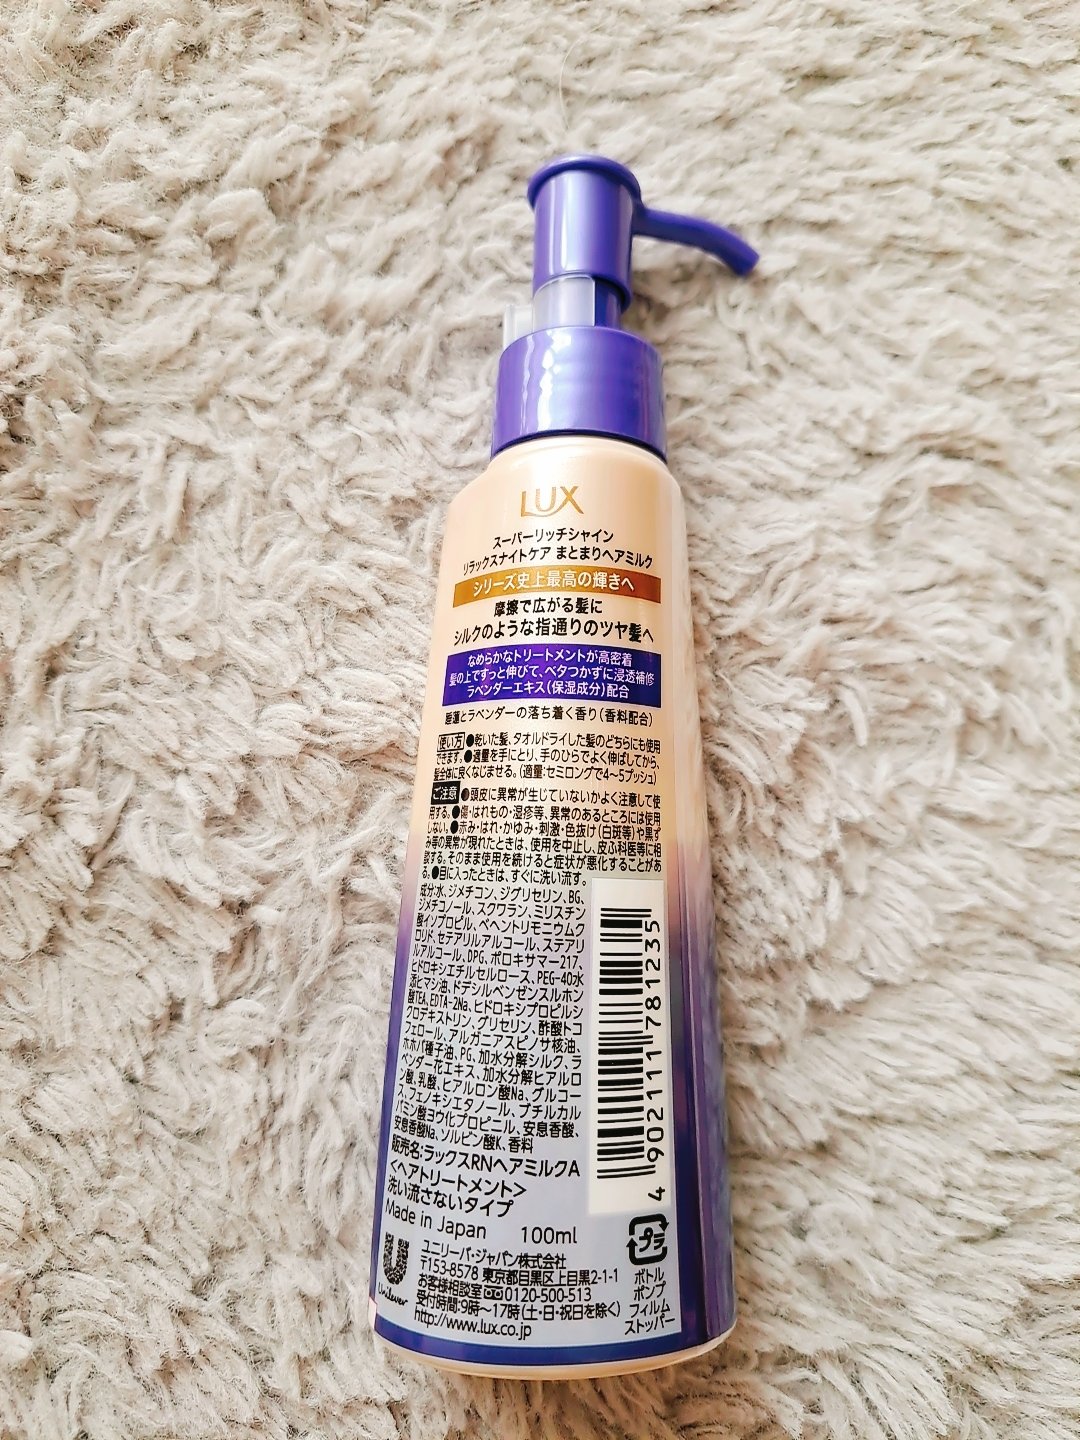 LUX
スーパーリッチシャイン
リラックスナイトケア まとまりヘアミルク
シリーズ史上最高の輝きへ
摩擦で広がる髪に
シルクのような指通りのツヤ髪へ
なめらかなトリートメントが高密着
髪の上ですっと伸びて、ベタつかずに浸透補修
ラベンダーエキス(保湿成分)配合
睡蓮とラベンダーの落ち着く香り(香料配合)
使い方 ●乾いた髪、タオルドライした髪のどちらにも使用
できます。●適量を手にとり、手のひらでよく伸ばしてから、
髪全体に良くなじませる。(適量:セミロングで4〜5プッシュ)
ご注意 ●頭皮に異常が生じていないかよく注意して使
用する。●傷・はれもの・湿疹等、異常のあるところには使用
しない。●赤み・はれ・かゆみ・刺激・色抜け(白斑等)や黒ず
み等の異常が現れたときは、使用を中止し、皮ふ科医等に相
談する。そのまま使用を続けると症状が悪化することがあ
る。●目に入ったときは、すぐに洗い流す。
成分:水、ジメチコン、ジグリセリン、BG、
ジメチコノール、スクワラン、ミリスチン
酸イソプロピル、ベヘントリモニウムク
ロリド、セテアリルアルコール、ステアリ
ルアルコール、DPG、ポロキサマー217、
ヒドロキシエチルセルロース、PEG-40水
添ヒマシ油、ドデシルベンゼンスルホン
酸TEA、EDTA-2Na、ヒドロキシプロピルシ
クロデキストリン、グリセリン、酢酸トコ
フェロール、アルガニアスピノサ核油、
ホホバ種子油、PG、加水分解シルク、ラ
ベンダー花エキス、加水分解ヒアルロ
ン酸、乳酸、ヒアルロン酸Na、グルコー
ス、フェノキシエタノール、ブチルカル
バミン酸ヨウ化プロピニル、安息香酸、
安息香酸Na、ソルビン酸K、香料
販売名:ラックスRNヘアミルクA
<ヘアトリートメント>
洗い流さないタイプ
Made in Japan 100ml
4 902111 781235
プラ
ボトル
ポンプ
フィルム
ストッパー
Unilever
ユニリーバ・ジャパン株式会社
〒153-8578 東京都目黒区上目黒2-1-1
お客様相談室 0120-500-513
受付時間:9時〜17時(土・日・祝日を除く)
http://www.lux.co.jp